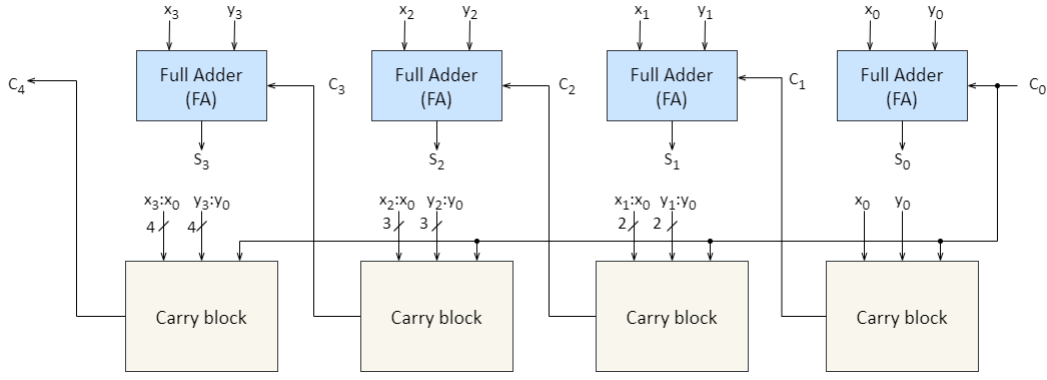 x3 y3 x2 y2 x1 y1 x0 y0
Full Adder Full Adder Full Adder Full Adder
(FA) (FA) (FA) (FA)
C4 C3 C2 C1 C0
S3 S2 S1 S0
x3:x0 y3:y0 x2:x0 y2:y0 x1:x0 y1:y0 x0 y0
4 4 3 3 2 2
Carry block Carry block Carry block Carry block